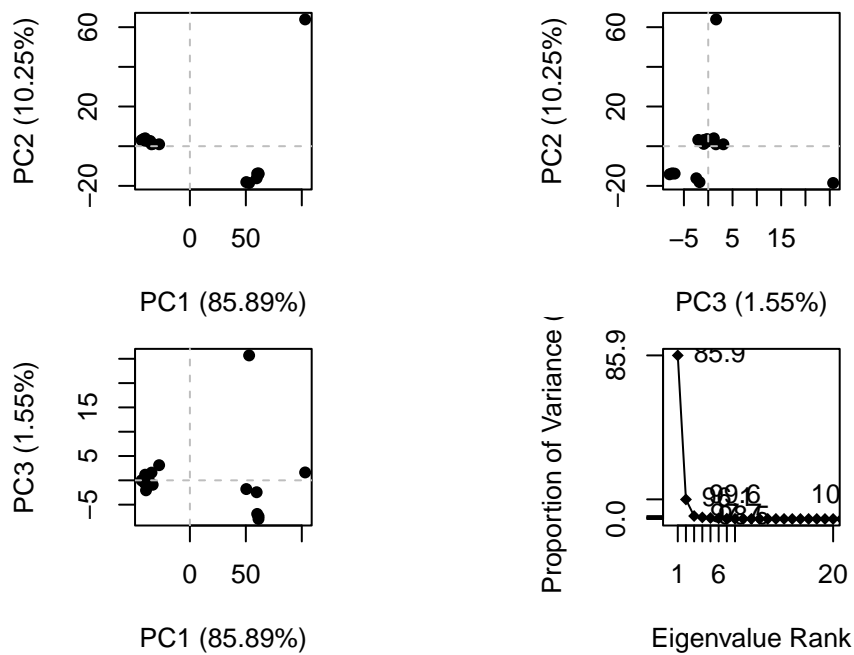 60
20
−20
PC2 (10.25%)
0 50
PC1 (85.89%)
60
20
−20
PC2 (10.25%)
−5 5 15
PC3 (1.55%)
15
5
−5
PC3 (1.55%)
0 50
PC1 (85.89%)
85.9
0.0
Proportion of Variance (
85.9
99.6
10
1 6 20
Eigenvalue Rank